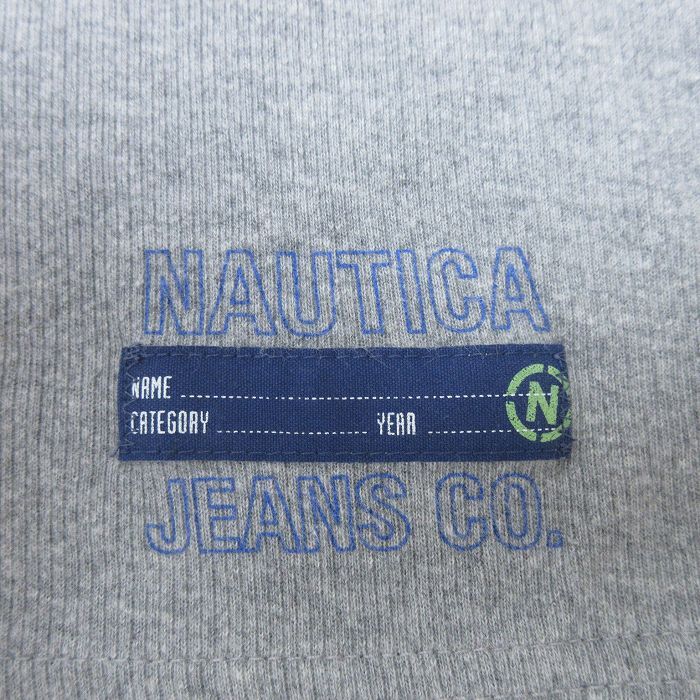 NAUTICA
NAME
N
CATEGORY YEAR
JEANS CO.